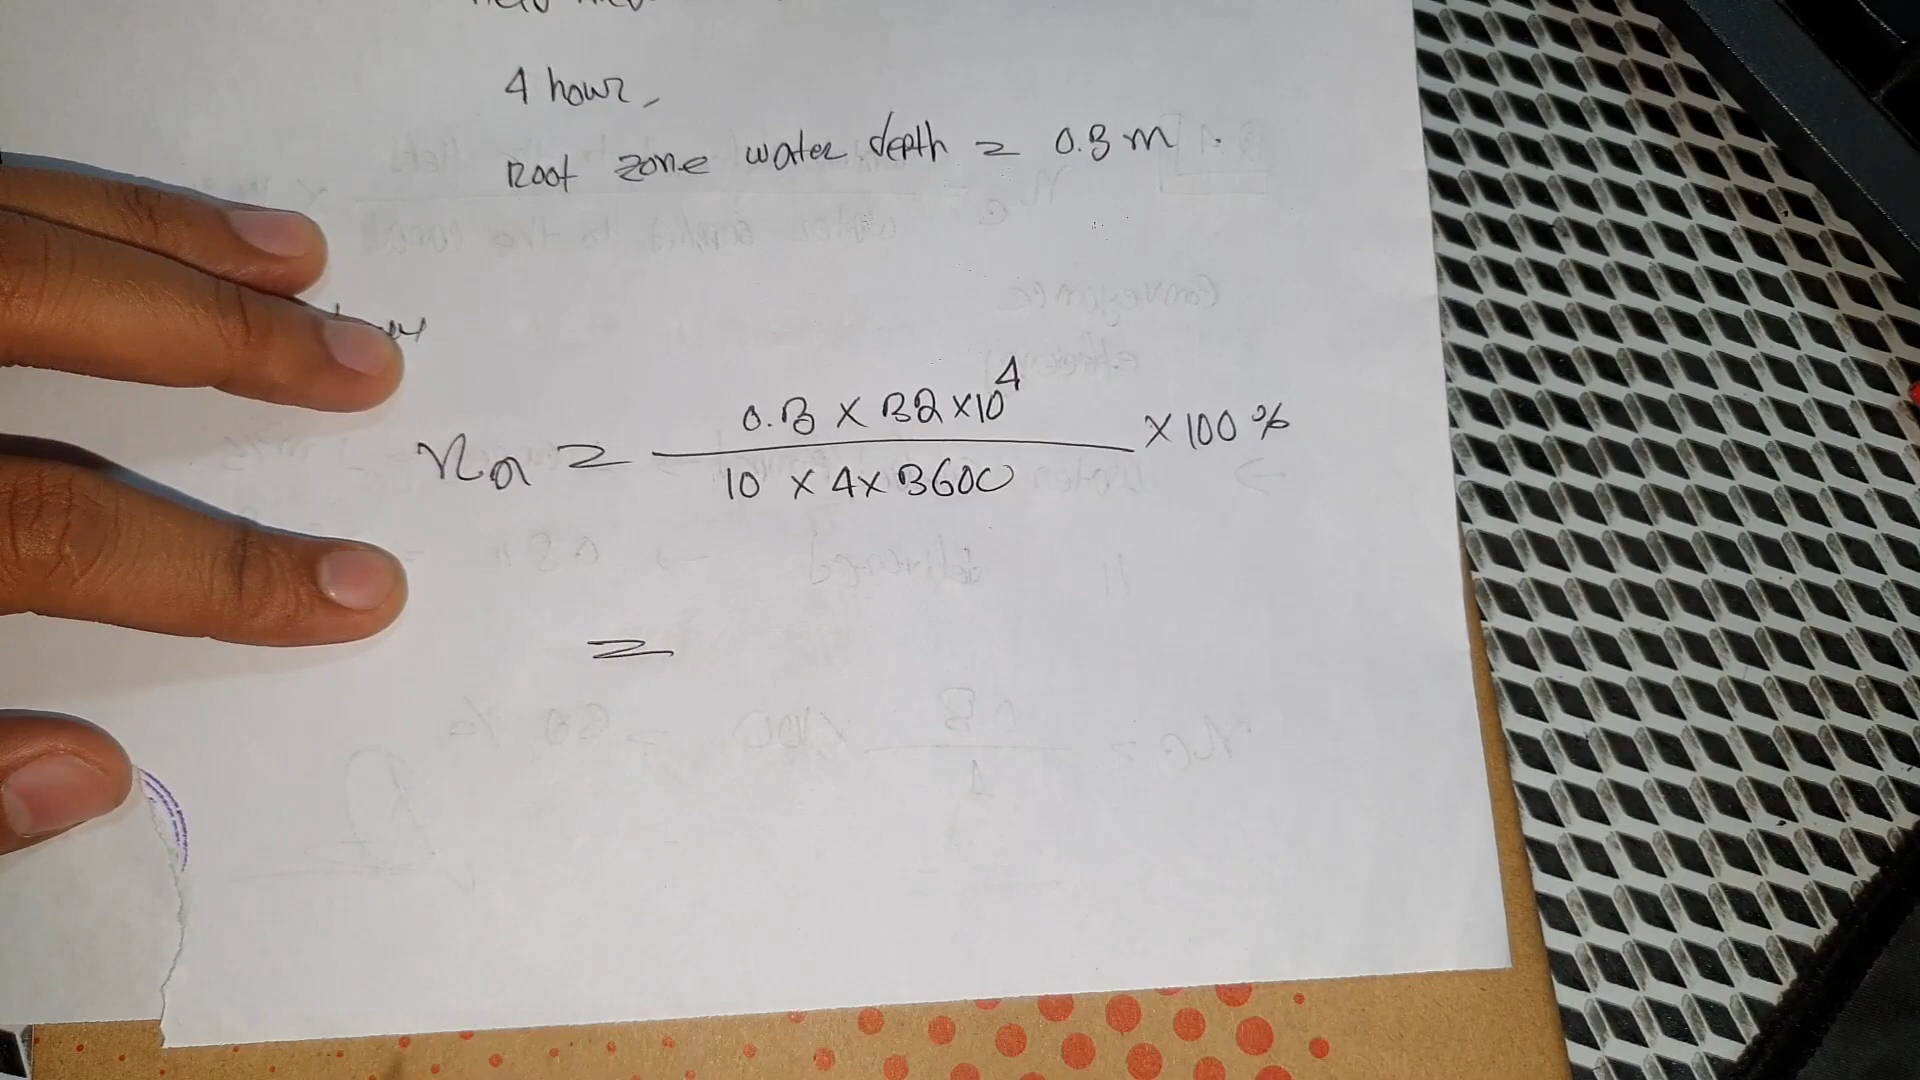 4 hour,
Root zone water depth = 0.3 m.
ηa = 0.3 × 32 × 10^4 / 10 × 4 × 3600 × 100 %
=